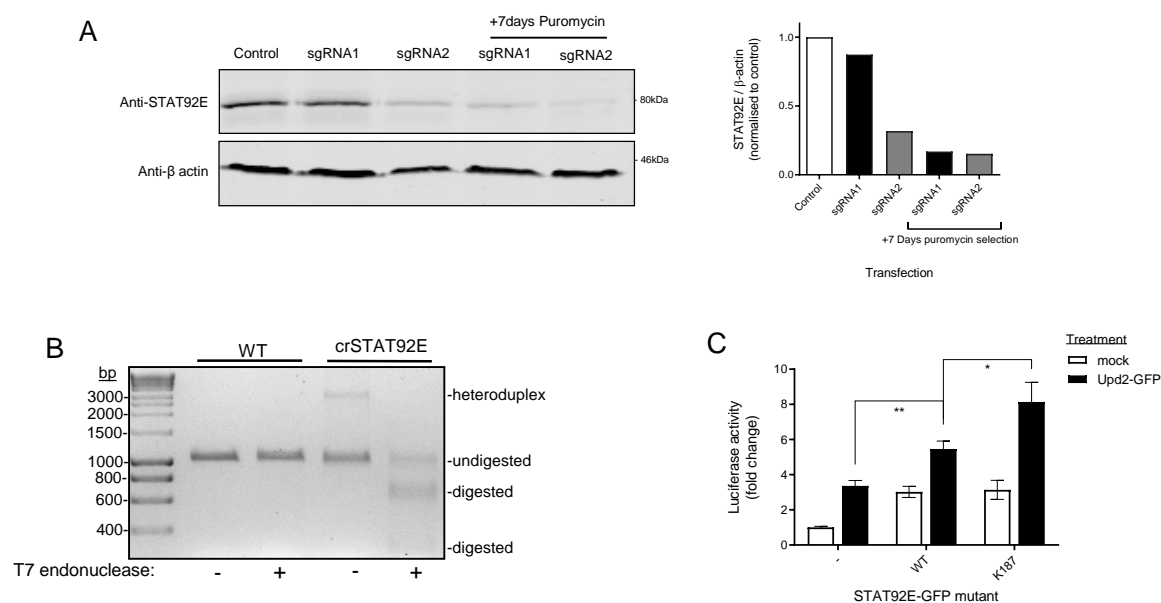 A
+7days Puromycin
Control
sgRNA1
sgRNA2
sgRNA1
sgRNA2
Anti-STAT92E
80kDa
Anti-β actin
46kDa
STAT92E / β-actin
(normalised to control)
1.0
0.5
0.0
Control
sgRNA1
sgRNA2
sgRNA1
sgRNA2
+7 Days puromycin selection
Transfection
B
WT
crSTAT92E
bp
3000-
2000-
1500-
1000-
800-
600-
400-
-heteroduplex
-undigested
-digested
-digested
T7 endonuclease:
-
+
-
+
C
Treatment
mock
Upd2-GFP
Luciferase activity
(fold change)
10
8
6
4
2
0
**
*
-
WT
K187
STAT92E-GFP mutant